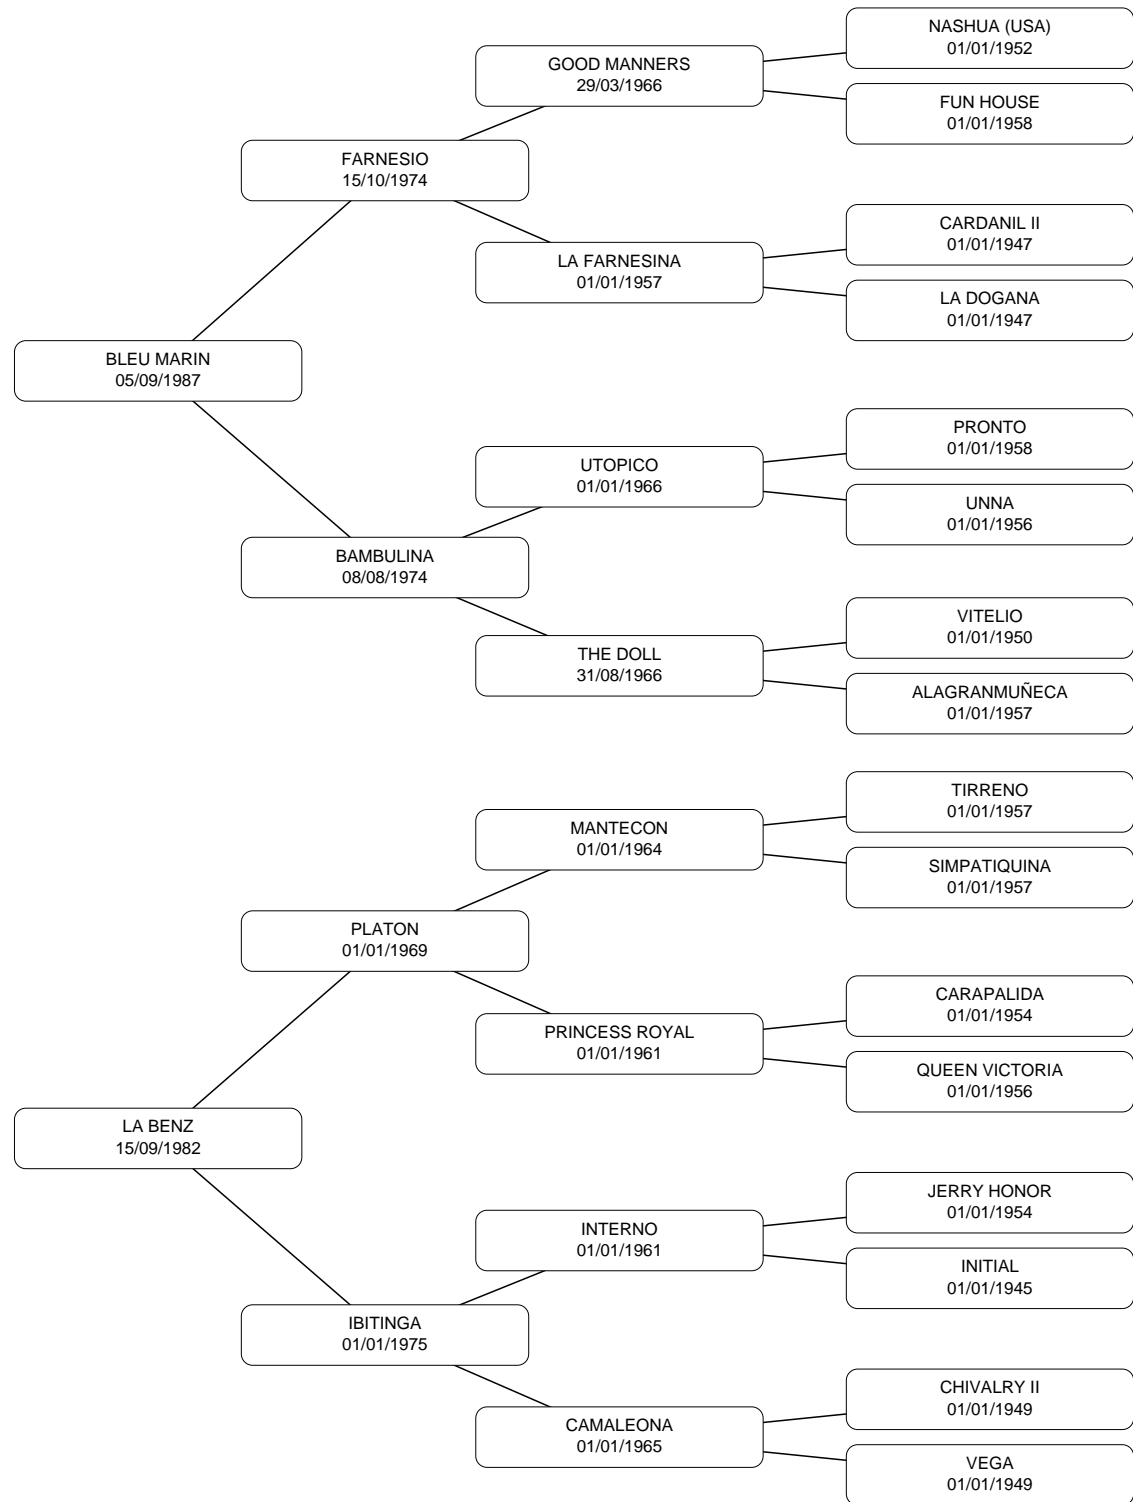 NASHUA (USA)
01/01/1952
GOOD MANNERS
29/03/1966
FUN HOUSE
01/01/1958
FARNESIO
15/10/1974
CARDANIL II
01/01/1947
LA FARNESINA
01/01/1957
LA DOGANA
01/01/1947
BLEU MARIN
05/09/1987
PRONTO
01/01/1958
UTOPICO
01/01/1966
UNNA
01/01/1956
BAMBULINA
08/08/1974
VITELIO
01/01/1950
THE DOLL
31/08/1966
ALAGRANMUÑECA
01/01/1957
TIRRENO
01/01/1957
MANTECON
01/01/1964
SIMPATIQUINA
01/01/1957
PLATON
01/01/1969
CARAPALIDA
01/01/1954
PRINCESS ROYAL
01/01/1961
QUEEN VICTORIA
01/01/1956
LA BENZ
15/09/1982
JERRY HONOR
01/01/1954
INTERNO
01/01/1961
INITIAL
01/01/1945
IBITINGA
01/01/1975
CHIVALRY II
01/01/1949
CAMALEONA
01/01/1965
VEGA
01/01/1949